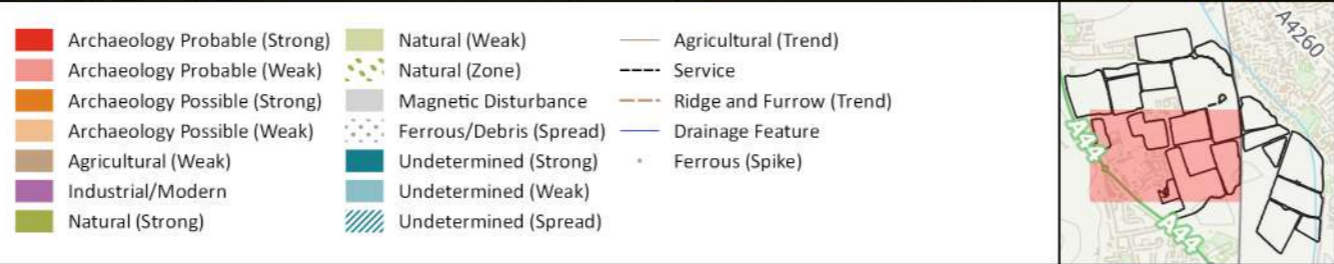 Archaeology Probable (Strong)
Archaeology Probable (Weak)
Archaeology Possible (Strong)
Archaeology Possible (Weak)
Agricultural (Weak)
Industrial/Modern
Natural (Strong)
Natural (Weak)
Natural (Zone)
Magnetic Disturbance
Ferrous/Debris (Spread)
Undetermined (Strong)
Undetermined (Weak)
Undetermined (Spread)
Agricultural (Trend)
Service
Ridge and Furrow (Trend)
Drainage Feature
Ferrous (Spike)
A4260
A44
A44